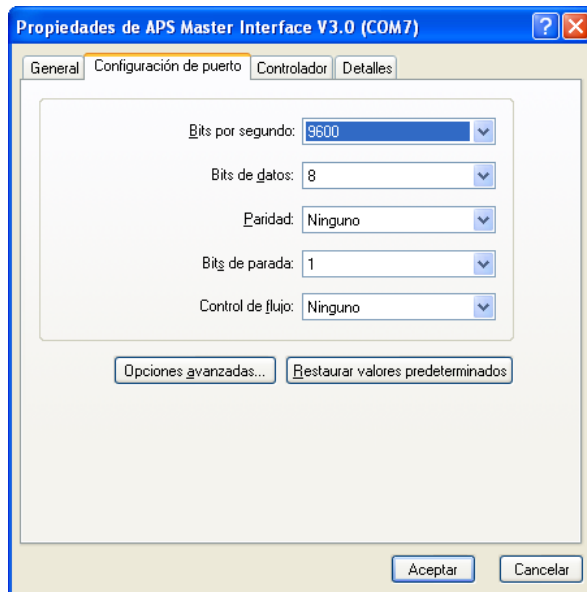 Propiedades de APS Master Interface V3.0 (COM7)
General Configuración de puerto Controlador Detalles
Bits por segundo: 9600
Bits de datos: 8
Paridad: Ninguno
Bits de parada: 1
Control de flujo: Ninguno
Opciones avanzadas... Restaurar valores predeterminados
Aceptar Cancelar